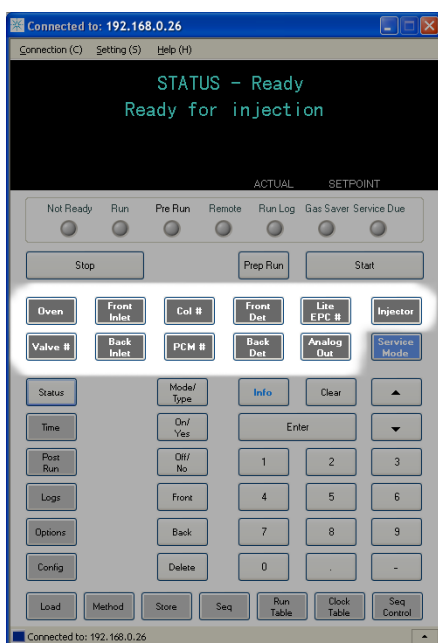 Connected to: 192.168.0.26
Connection (C) Setting (S) Help (H)
STATUS - Ready
Ready for injection
ACTUAL SETPOINT
Not Ready Run Pre Run Remote Run Log Gas Saver Service Due
Stop Prep Run Start
Oven Front Inlet Col # Front Det Lite EPC # Injector
Valve # Back Inlet PCM # Back Det Analog Out Service Mode
Status Mode/ Type Info Clear
Time On/ Yes Enter
Post Run Off/ No 1 2 3
Logs Front 4 5 6
Options Back 7 8 9
Config Delete 0 . -
Load Method Store Seq Run Table Clock Table Seq Control
Connected to: 192.168.0.26